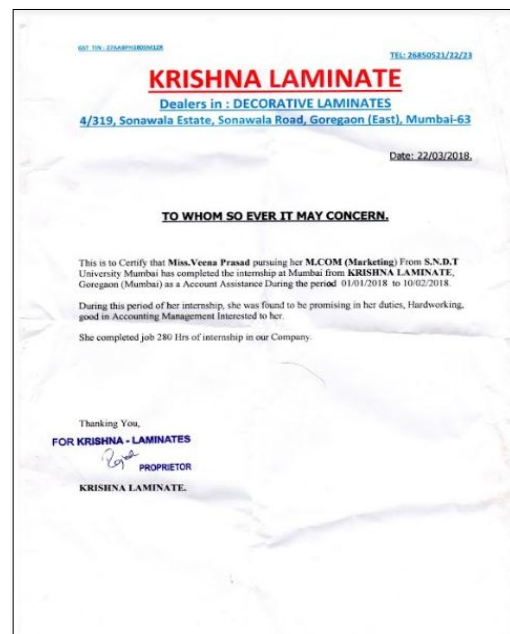 TEL: 26850521/22/23
KRISHNA LAMINATE
Dealers in : DECORATIVE LAMINATES
4/319, Sonawala Estate, Sonawala Road, Goregaon (East), Mumbai-63
Date: 22/03/2018.
TO WHOM SO EVER IT MAY CONCERN.
This is to Certify that Miss.Veena Prasad pursuing her M.COM (Marketing) From S.N.D.T
University Mumbai has completed the internship at Mumbai from KRISHNA LAMINATE,
Goregaon (Mumbai) as a Account Assistance During the period 01/01/2018 to 10/02/2018.
During this period of her internship, she was found to be promising in her duties, Hardworking,
good in Accounting Management Interested to her.
She completed job 280 Hrs of internship in our Company.
Thanking You,
FOR KRISHNA - LAMINATES
PROPRIETOR
KRISHNA LAMINATE.